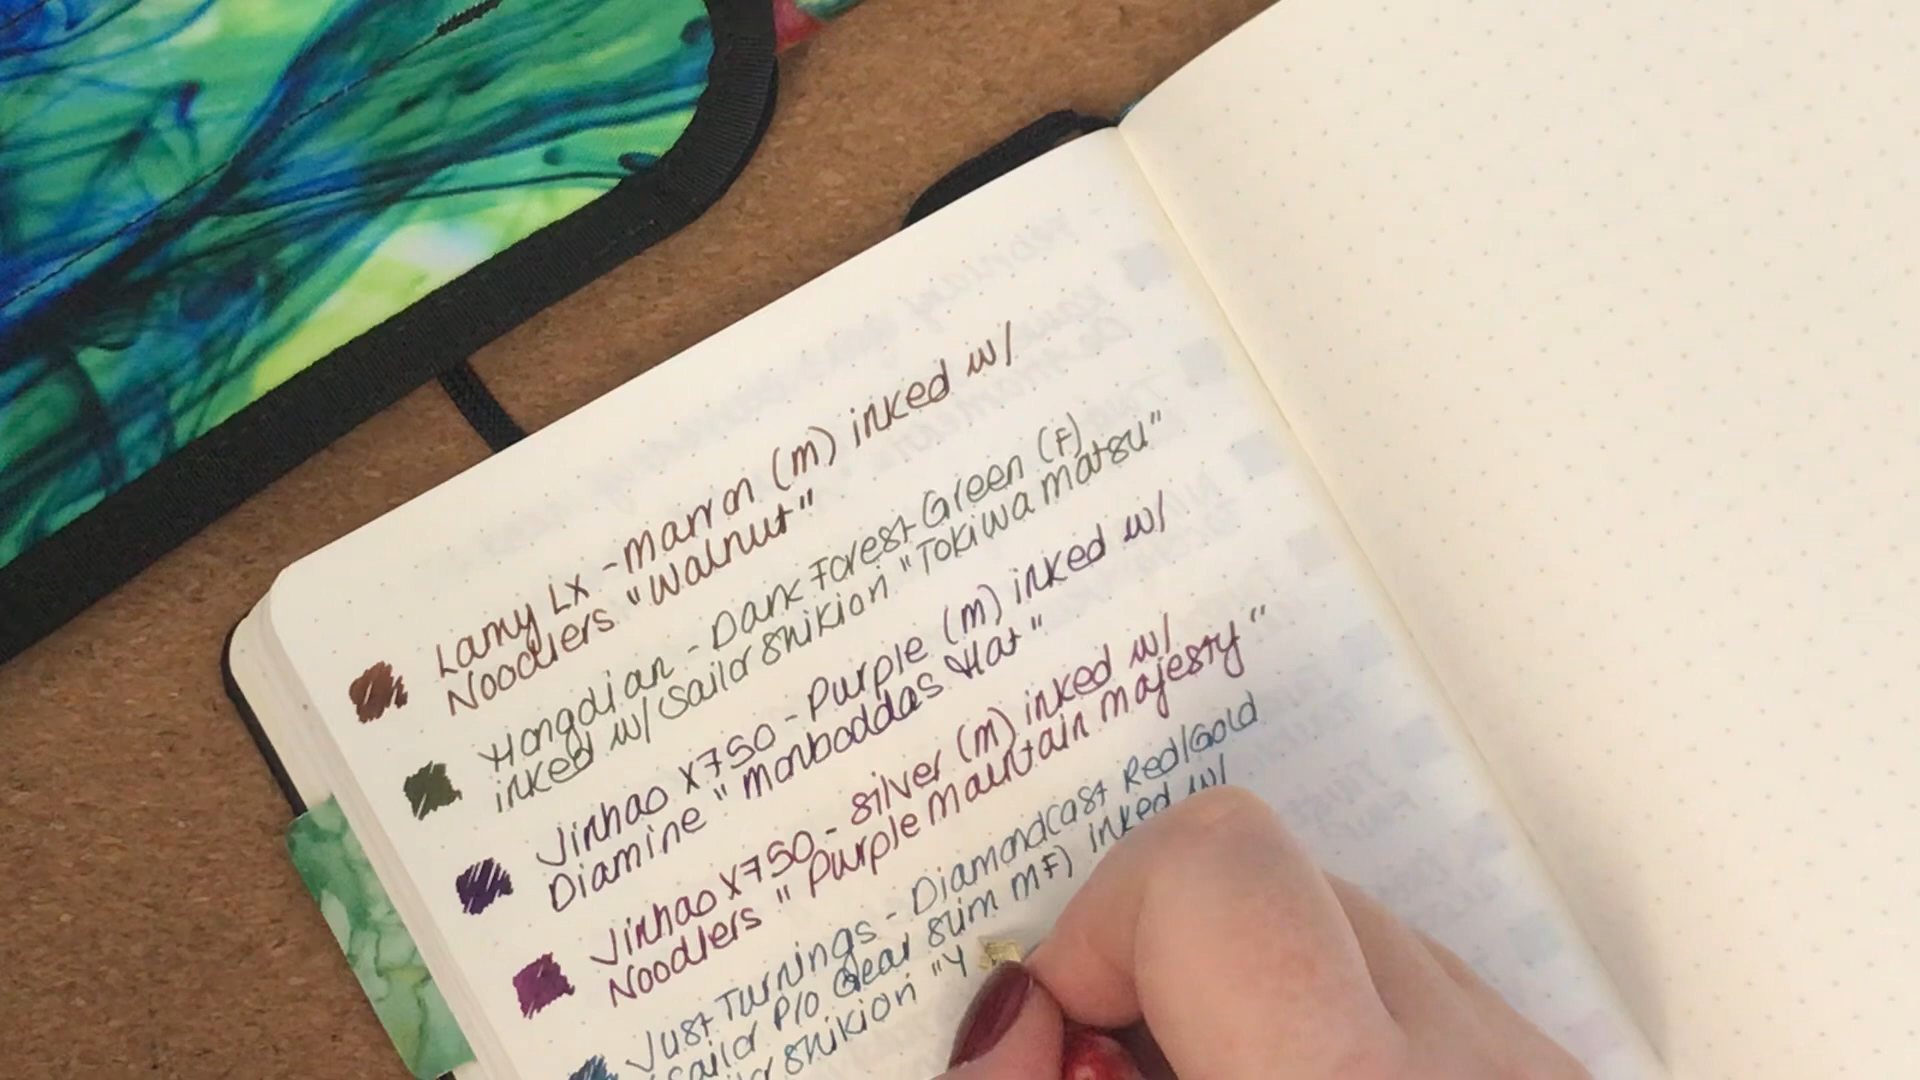 Lamy Lx - marron (m) inked w/
Noodlers "Walnut"
Hongdian - Dark Forest Green (F)
inked w/ Sailor Shikiori "Tokiwa Matsu"
Jinhao x750 - Purple (m) inked w/
Diamine "Monboddas Hat"
Jinhao x750 - Silver (m) inked w/
Noodlers "Purple Mountain Majesty"
Just Turnings - Diamondcast Red/Gold
(Sailor P/O Gear Slim MF) inked w/
Shikiori "Y